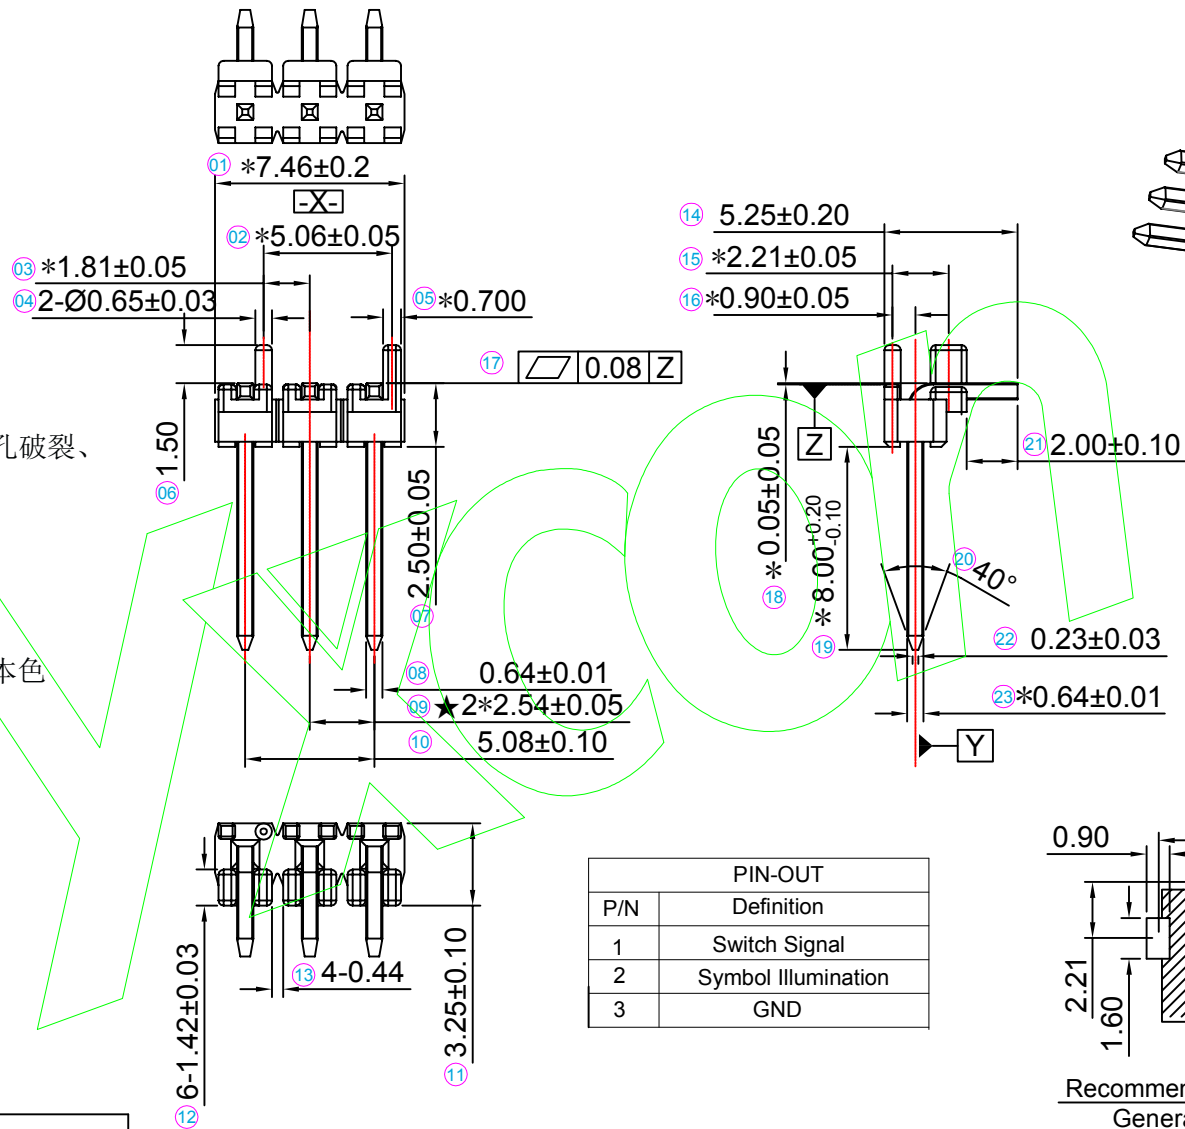 01 *7.46±0.2
-X-
02 *5.06±0.05
03 *1.81±0.05
04 2-Ø0.65±0.03
05 *0.700
06 1.50
17 0.08 Z
07 2.50±0.05
08 0.64±0.01
09 ★2*2.54±0.05
10 5.08±0.10
孔破裂、
本色
14 5.25±0.20
15 *2.21±0.05
16 *0.90±0.05
Z
18 *0.05±0.05
19 *8.00 +0.20 -0.10
21 2.00±0.10
20 40°
22 0.23±0.03
23 *0.64±0.01
Y
12 6-1.42±0.03
13 4-0.44
11 3.25±0.10
PIN-OUT
P/N Definition
1 Switch Signal
2 Symbol Illumination
3 GND
0.90
2.21
1.60
Recommen
Genera